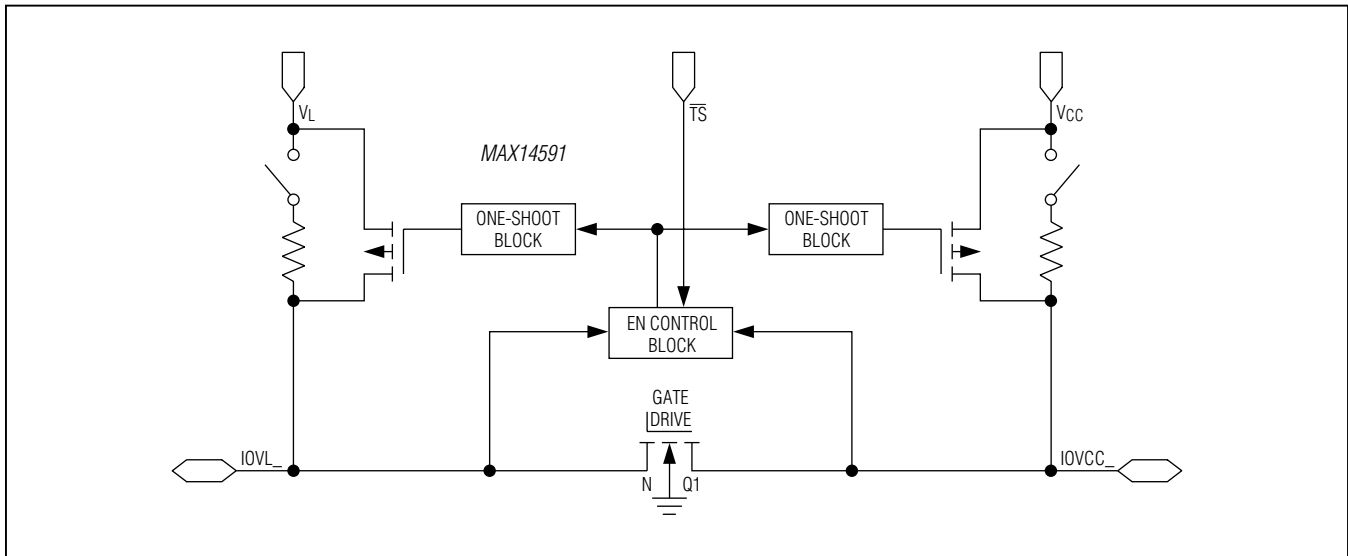 VL
TS
VCC
MAX14591
ONE-SHOOT
BLOCK
ONE-SHOOT
BLOCK
EN CONTROL
BLOCK
GATE
DRIVE
IOVL_
N
Q1
IOVCC_